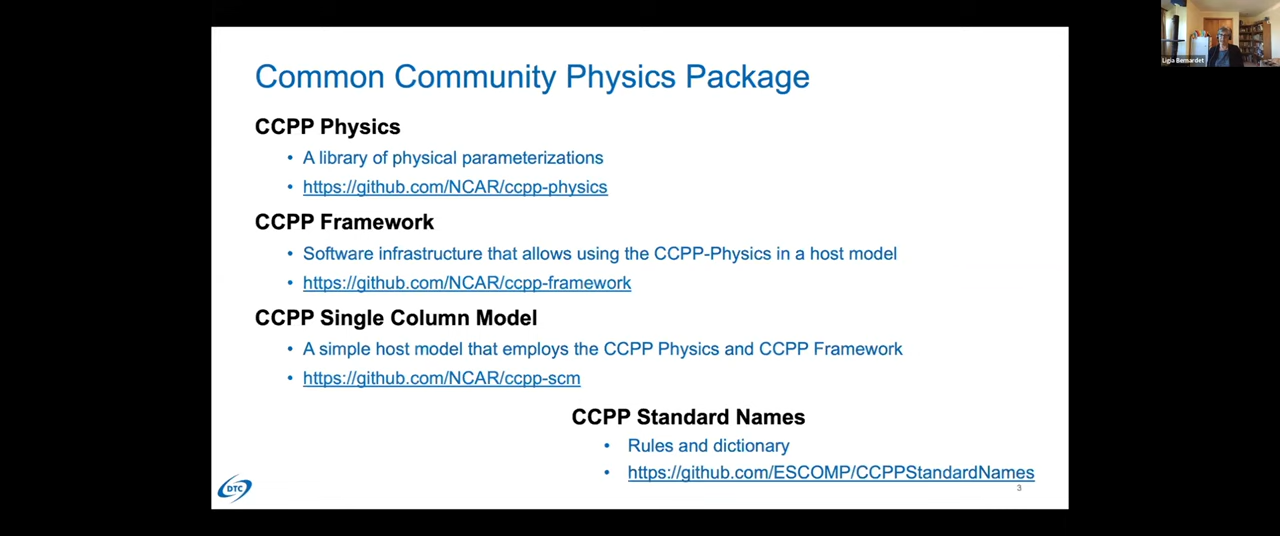 Common Community Physics Package
CCPP Physics
• A library of physical parameterizations
• https://github.com/NCAR/ccpp-physics
CCPP Framework
• Software infrastructure that allows using the CCPP-Physics in a host model
• https://github.com/NCAR/ccpp-framework
CCPP Single Column Model
• A simple host model that employs the CCPP Physics and CCPP Framework
• https://github.com/NCAR/ccpp-scm
CCPP Standard Names
• Rules and dictionary
• https://github.com/ESCOMP/CCPPStandardNames
3
DTC
Ligia Bernardet